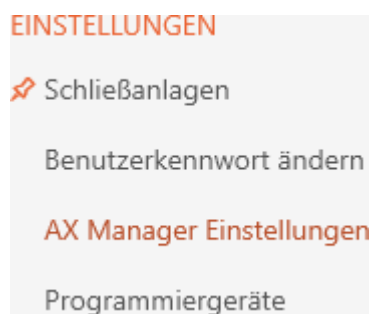 EINSTELLUNGEN
Schließanlagen
Benutzerkennwort ändern
AX Manager Einstellungen
Programmiergeräte